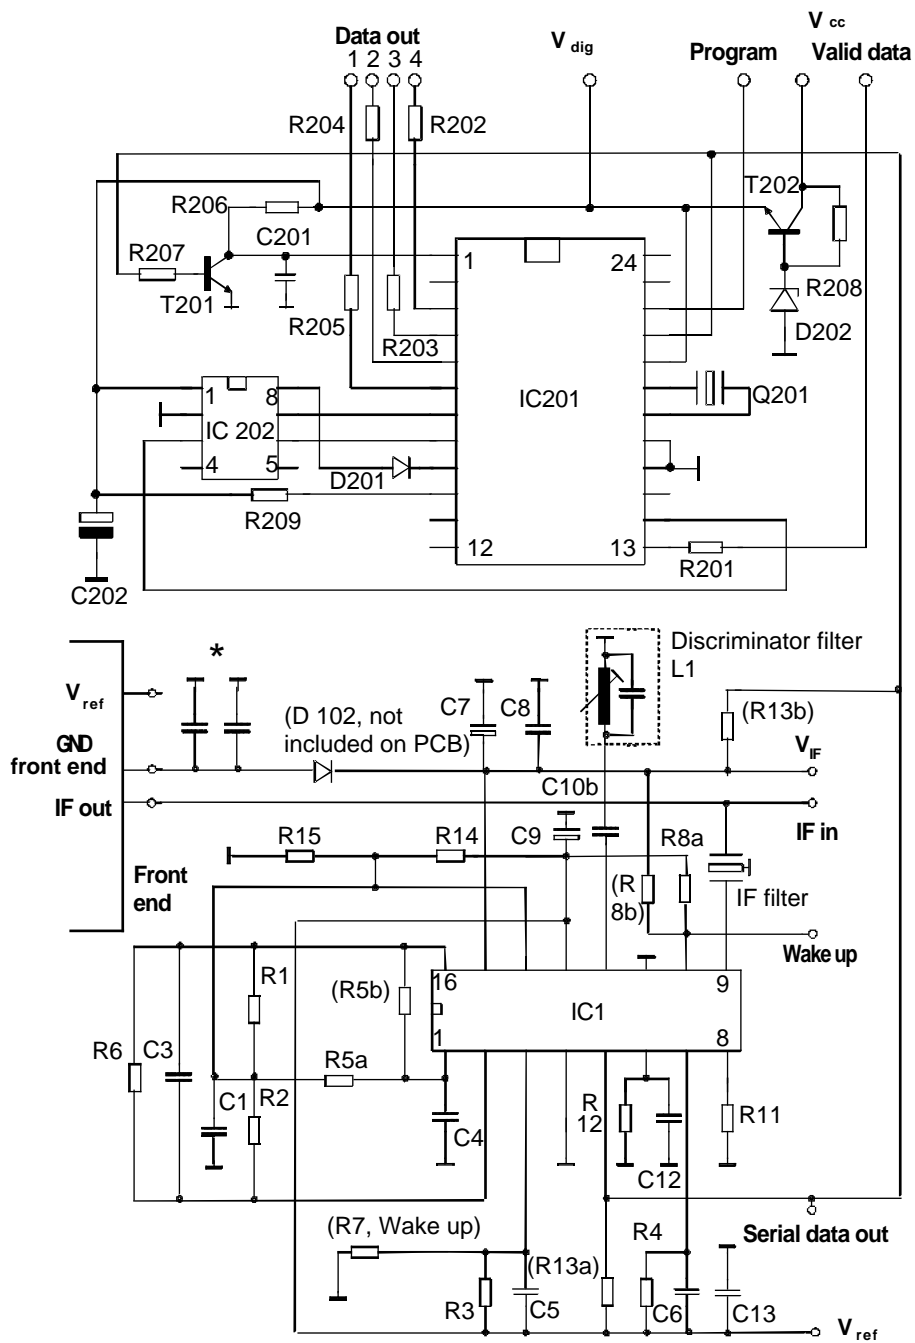 V cc
Data out
V dig
Program
Valid data
1 2 3 4
R204
R202
T202
R206
C201
R207
1
24
T201
R205
R203
R208
D202
1
8
IC 202
IC201
Q201
4
5
D201
R209
12
13
R201
C202
*
Discriminator filter
L1
V ref
C7
C8
(D 102, not
included on PCB)
(R13b)
GND
front end
V IF
C10b
IF out
IF in
R15
R14
C9
R8a
Front
end
(R
8b)
IF filter
Wake up
16
9
R1
(R5b)
IC1
1
8
R6
C3
R5a
C1
R2
C4
R
12
R11
C12
(R7, Wake up)
R4
Serial data out
(R13a)
R3
C5
C6
C13
V ref